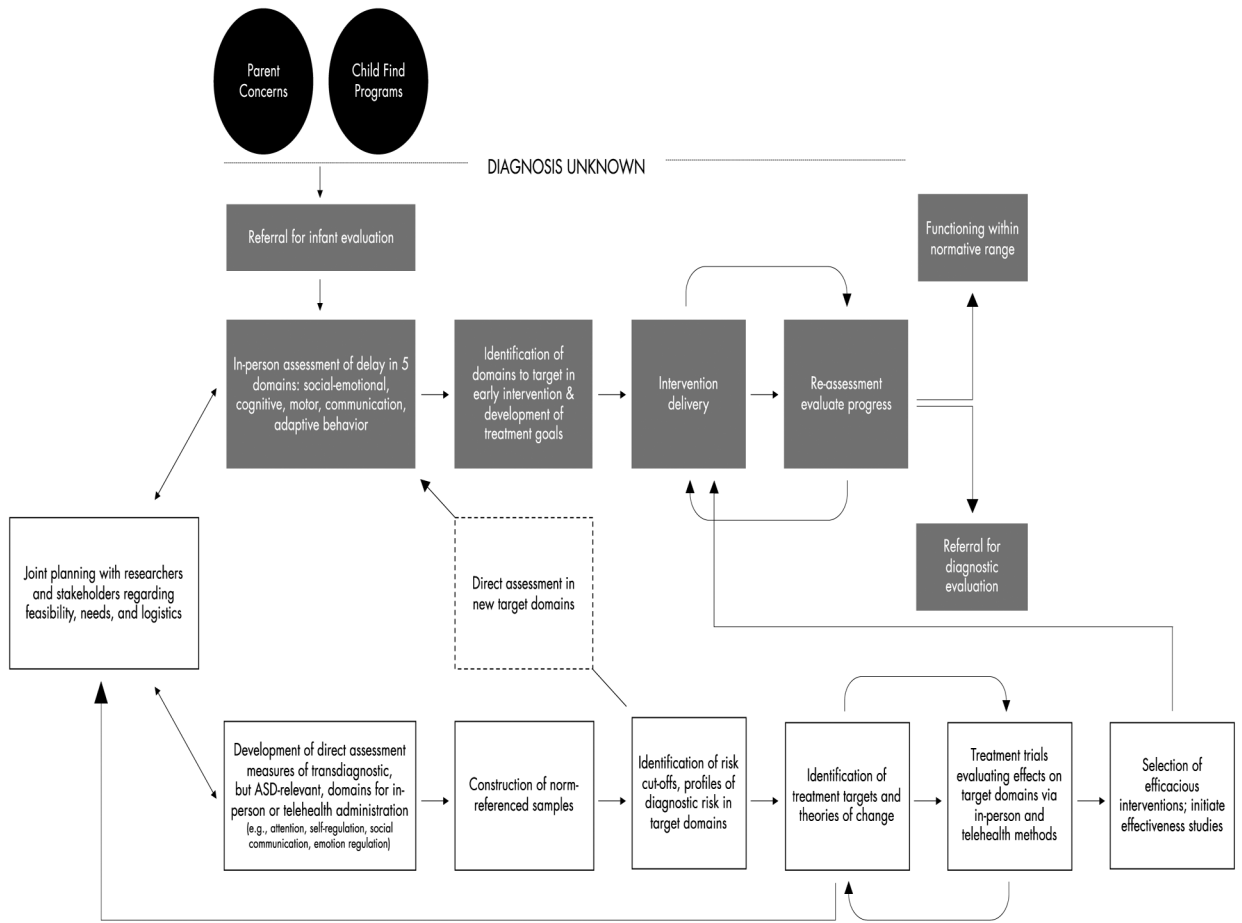 Parent
Concerns
Child Find
Programs
DIAGNOSIS UNKNOWN
Referral for infant evaluation
Functioning within
normative range
In-person assessment of delay in 5
domains: social-emotional,
cognitive, motor, communication,
adaptive behavior
Identification of
domains to target in
early intervention &
development of
treatment goals
Intervention
delivery
Re-assessment
evaluate progress
Referral for
diagnostic
evaluation
Joint planning with researchers
and stakeholders regarding
feasibility, needs, and logistics
Direct assessment in
new target domains
Development of direct assessment
measures of transdiagnostic,
but ASD-relevant, domains for in-
person or telehealth administration
(e.g., attention, self-regulation, social
communication, emotion regulation)
Construction of norm-
referenced samples
Identification of risk
cut-offs, profiles of
diagnostic risk in
target domains
Identification of
treatment targets and
theories of change
Treatment trials
evaluating effects on
target domains via
in-person and
telehealth methods
Selection of
efficacious
interventions; initiate
effectiveness studies